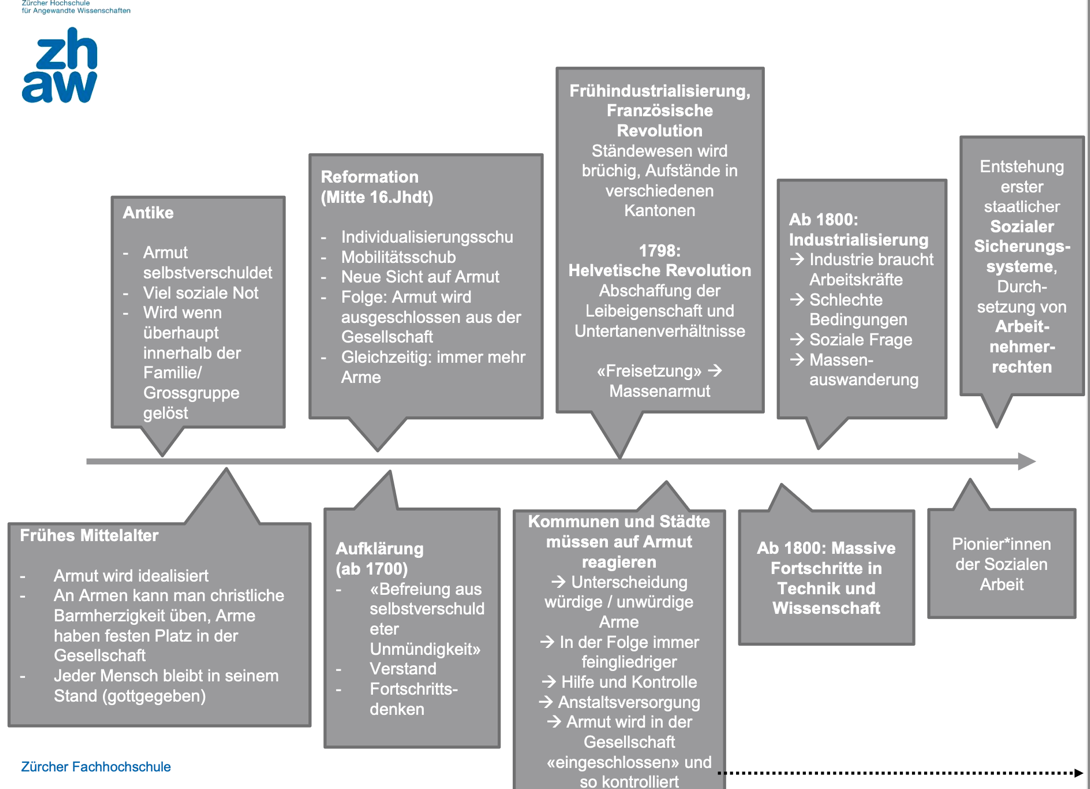 Zürcher Hochschule
für Angewandte Wissenschaften
zh
aw
Antike
- Armut
selbstverschuldet
- Viel soziale Not
- Wird wenn
überhaupt
innerhalb der
Familie/
Grossgruppe
gelöst
Reformation
(Mitte 16.Jhdt)
- Individualisierungsschu
- Mobilitätsschub
- Neue Sicht auf Armut
- Folge: Armut wird
ausgeschlossen aus der
Gesellschaft
- Gleichzeitig: immer mehr
Arme
Frühindustrialisierung,
Französische
Revolution
Ständewesen wird
brüchig, Aufstände in
verschiedenen
Kantonen
1798:
Helvetische Revolution
Abschaffung der
Leibeigenschaft und
Untertanenverhältnisse
«Freisetzung» →
Massenarmut
Ab 1800:
Industrialisierung
→ Industrie braucht
Arbeitskräfte
→ Schlechte
Bedingungen
→ Soziale Frage
→ Massen-
auswanderung
Entstehung
erster
staatlicher
Sozialer
Sicherungs-
systeme,
Durch-
setzung von
Arbeit-
nehmer-
rechten
Frühes Mittelalter
- Armut wird idealisiert
- An Armen kann man christliche
Barmherzigkeit üben, Arme
haben festen Platz in der
Gesellschaft
- Jeder Mensch bleibt in seinem
Stand (gottgegeben)
Aufklärung
(ab 1700)
- «Befreiung aus
selbstverschuld
eter
Unmündigkeit»
- Verstand
- Fortschritts-
denken
Kommunen und Städte
müssen auf Armut
reagieren
→ Unterscheidung
würdige / unwürdige
Arme
→ In der Folge immer
feingliedriger
→ Hilfe und Kontrolle
→ Anstaltsversorgung
→ Armut wird in der
Gesellschaft
«eingeschlossen» und
so kontrolliert
Ab 1800: Massive
Fortschritte in
Technik und
Wissenschaft
Pionier*innen
der Sozialen
Arbeit
Zürcher Fachhochschule